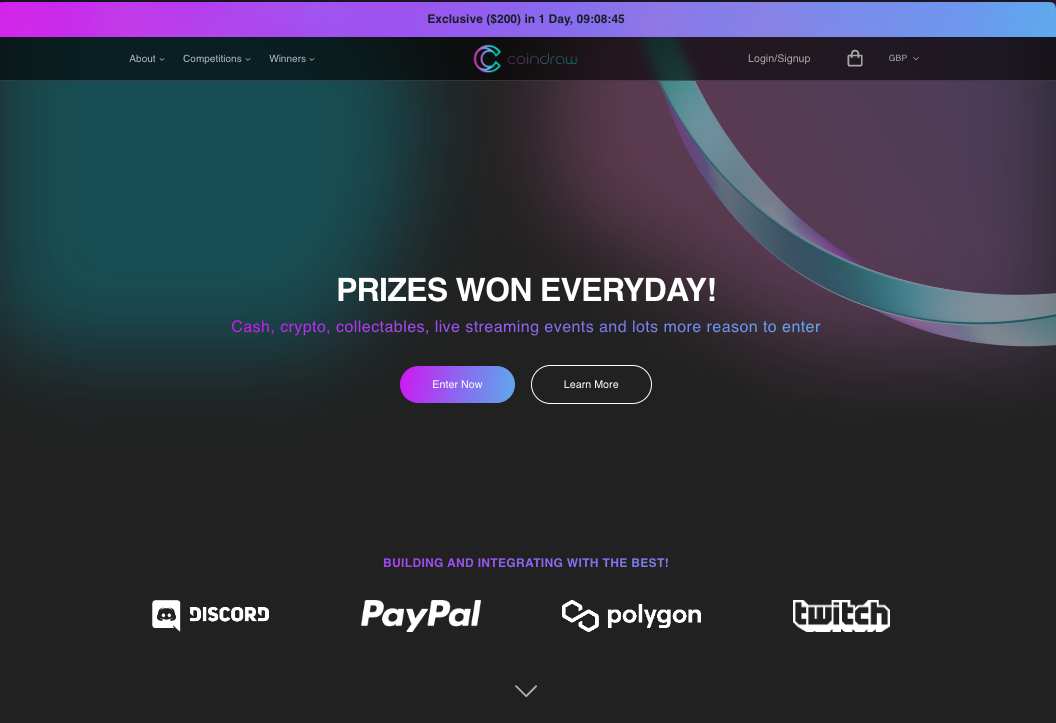 Exclusive ($200) in 1 Day, 09:08:45
About Competitions Winners coindraw Login/Signup GBP
PRIZES WON EVERYDAY!
Cash, crypto, collectables, live streaming events and lots more reason to enter
Enter Now Learn More
BUILDING AND INTEGRATING WITH THE BEST!
DISCORD PayPal polygon twitch